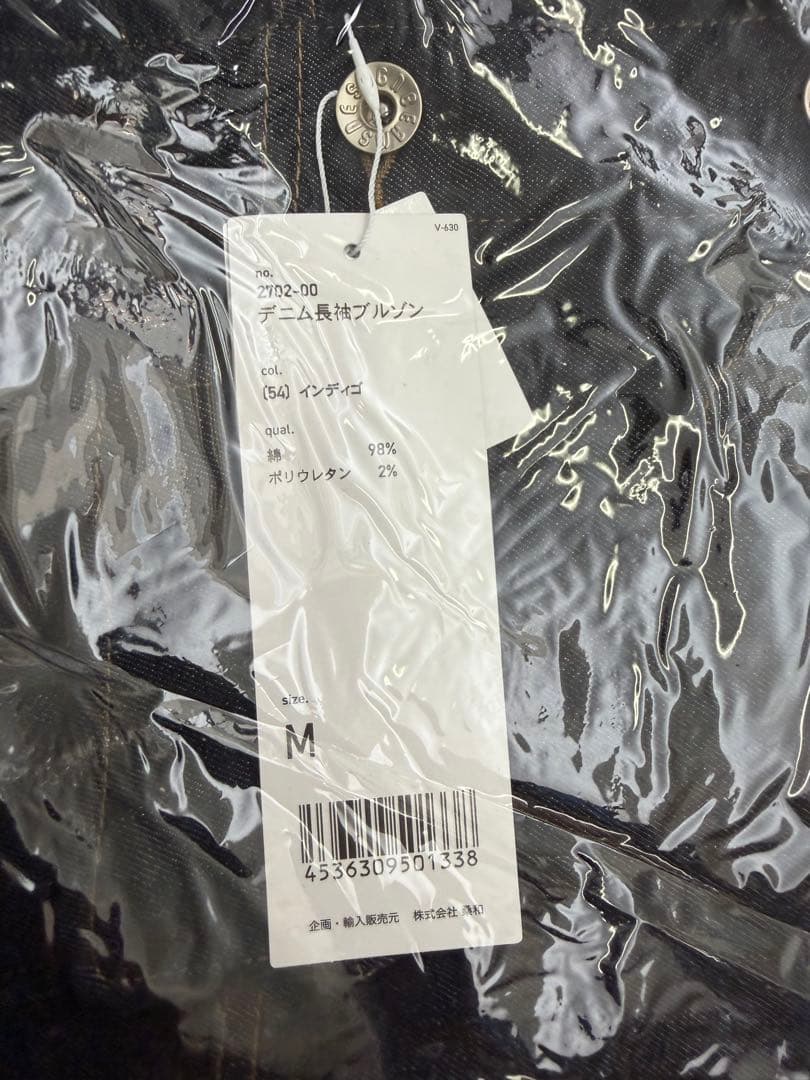 V-630
no.
2702-00
デニム長袖ブルゾン
col.
〔54〕インディゴ
qual.
綿 98%
ポリウレタン 2%
size.
M
4536309501338
企画・輸入販売元 株式会社 桑和